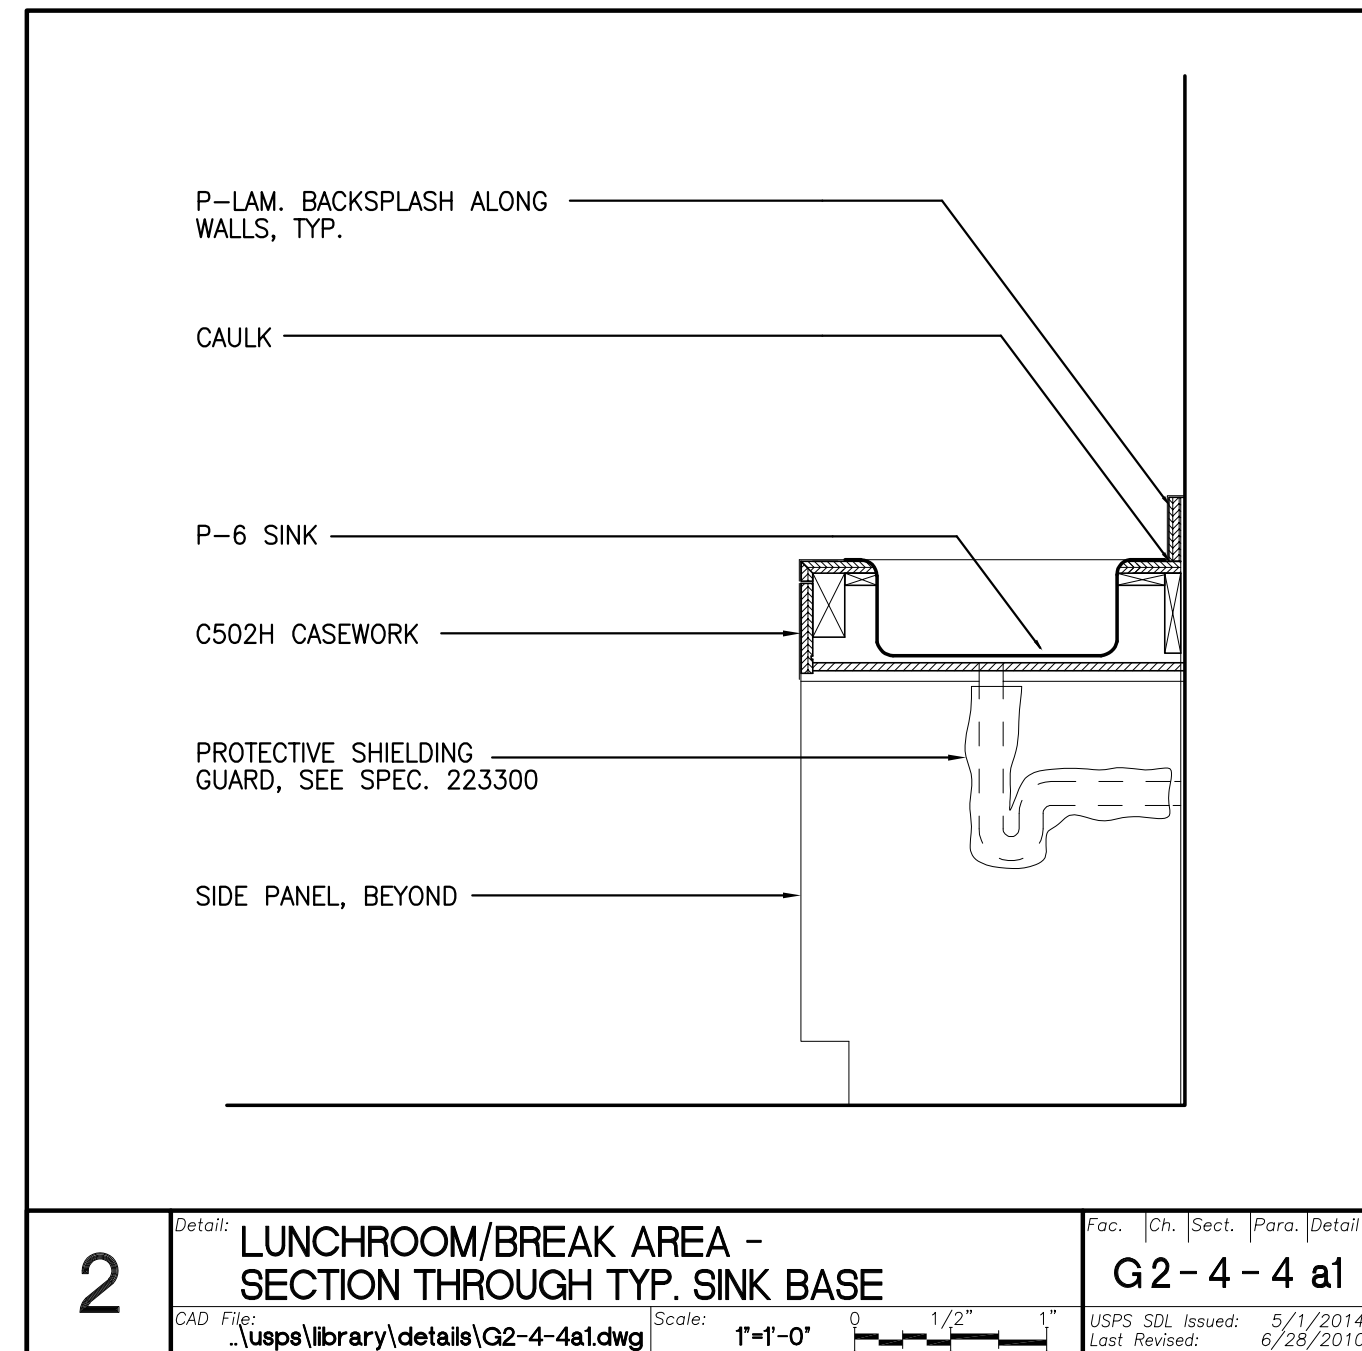 P-LAM. BACKSPLASH ALONG
WALLS, TYP.
CAULK
P-6 SINK
C502H CASEWORK
PROTECTIVE SHIELDING
GUARD, SEE SPEC. 223300
SIDE PANEL, BEYOND
2
Detail:
LUNCHROOM/BREAK AREA -
SECTION THROUGH TYP. SINK BASE
CAD File:
..\usps\library\details\G2-4-4a1.dwg
Scale:
1"=1'-0"
0 1/2" 1"
Fac. Ch. Sect. Para. Detail
G 2 - 4 - 4 a1
USPS SDL Issued: 5/1/2014
Last Revised: 6/28/2010